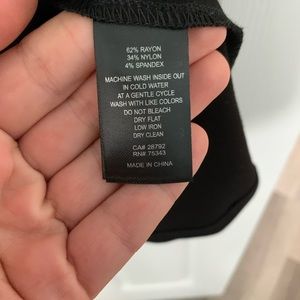 62% RAYON
34% NYLON
4% SPANDEX
MACHINE WASH INSIDE OUT
IN COLD WATER
AT A GENTLE CYCLE
WASH WITH LIKE COLORS
DO NOT BLEACH
DRY FLAT
LOW IRON
DRY CLEAN
CA# 28792
RN# 75343
MADE IN CHINA